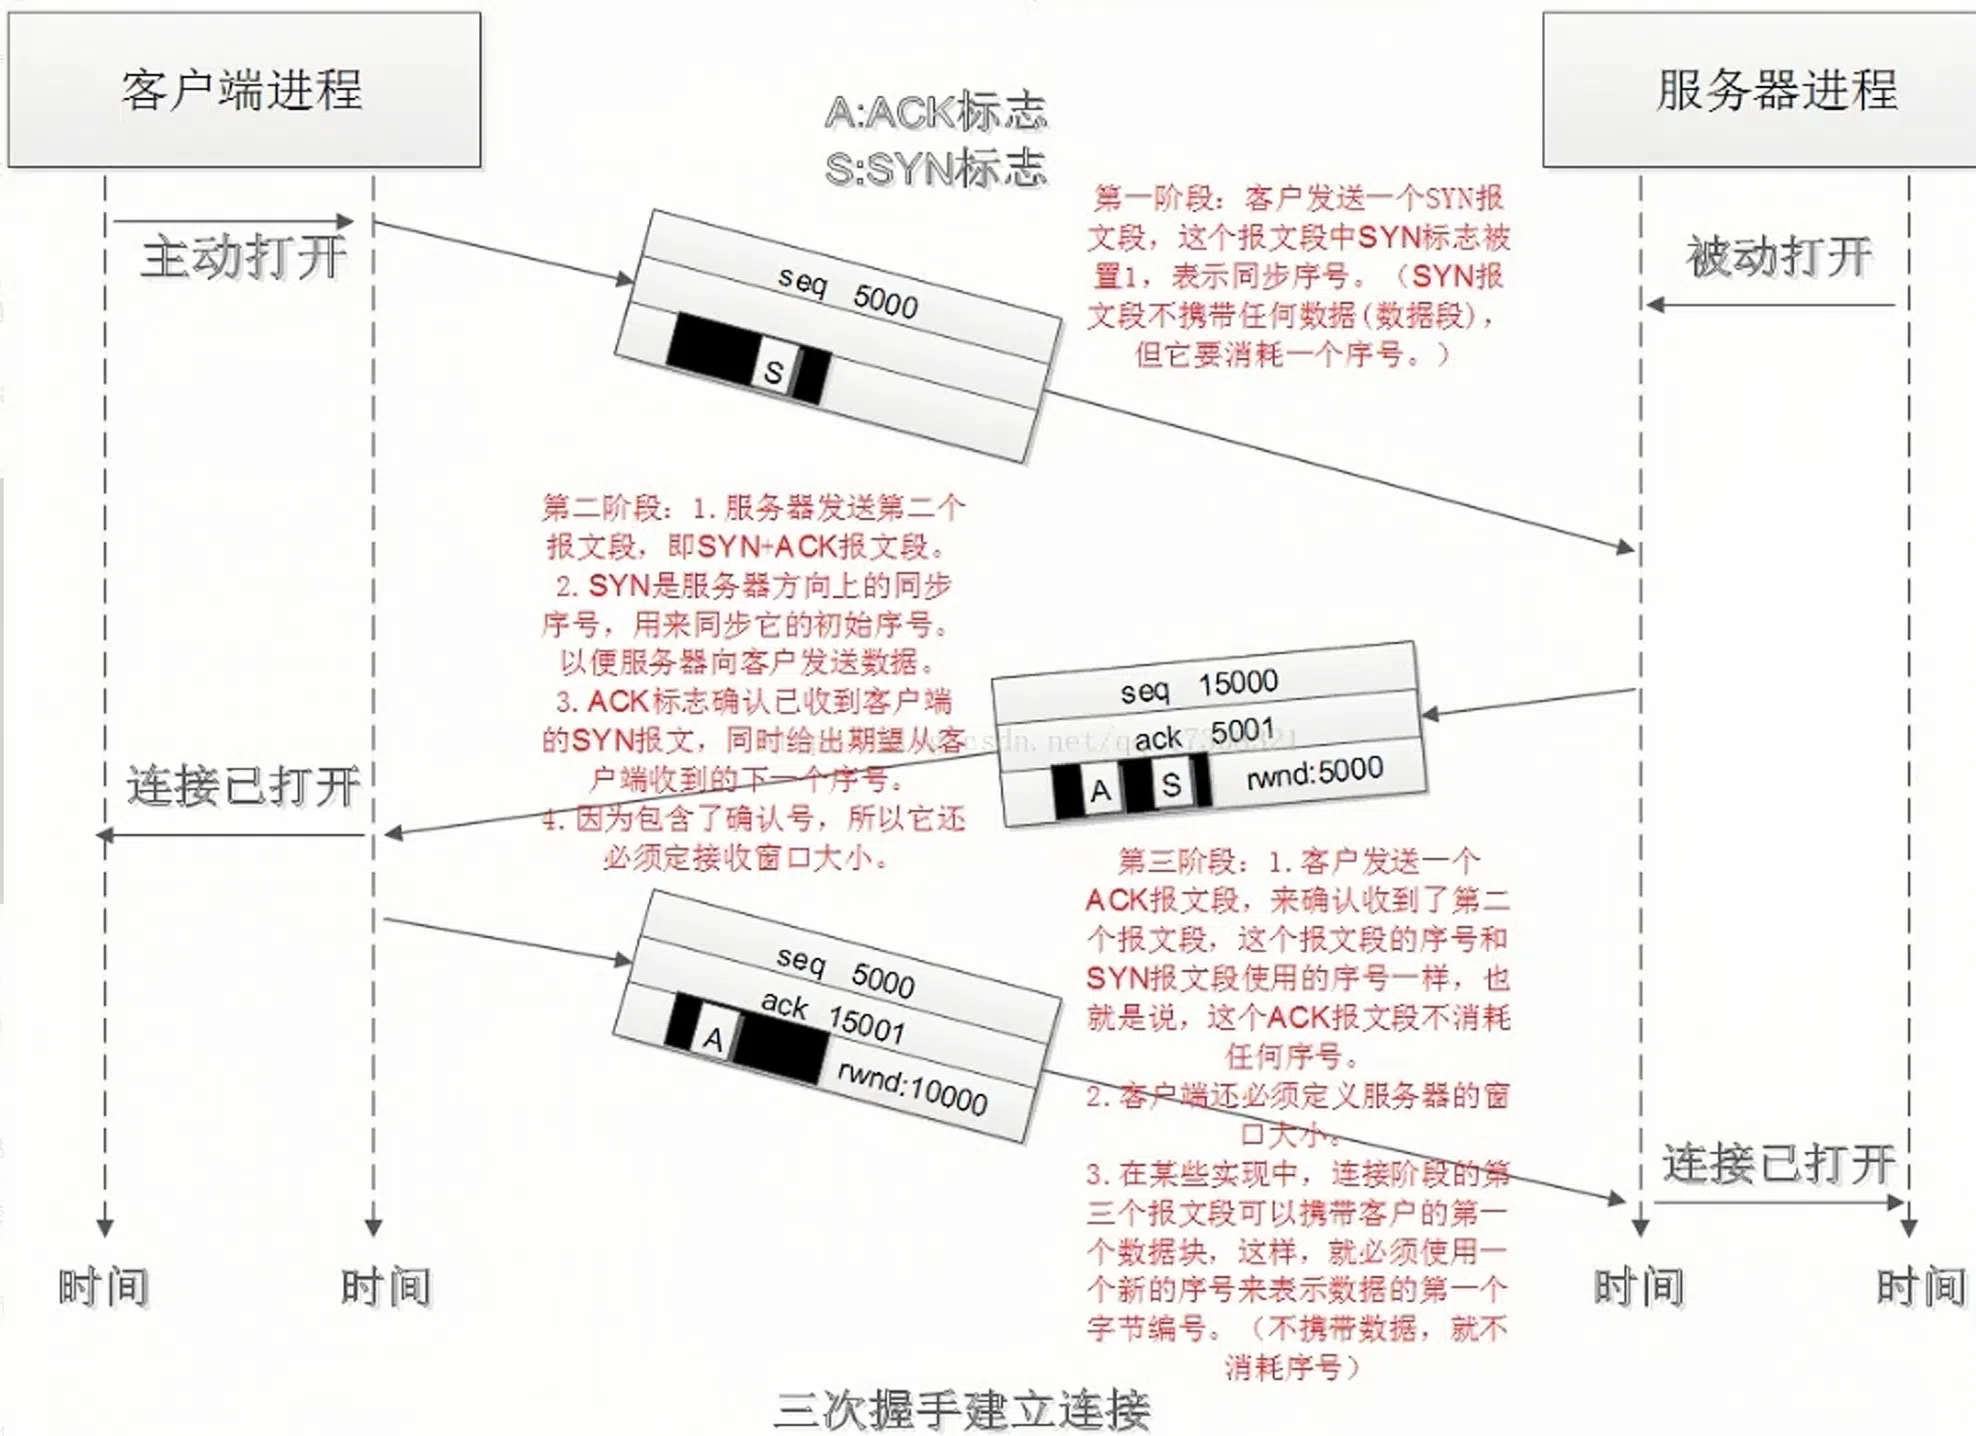 客户端进程
服务器进程
A:ACK标志
S:SYN标志
主动打开
被动打开
seq 5000
S
第一阶段：客户发送一个SYN报
文段，这个报文段中SYN标志被
置1，表示同步序号。（SYN报
文段不携带任何数据(数据段)，
但它要消耗一个序号。）
第二阶段：1.服务器发送第二个
报文段，即SYN+ACK报文段。
2. SYN是服务器方向上的同步
序号，用来同步它的初始序号。
以便服务器向客户发送数据。
3. ACK标志确认已收到客户端
的SYN报文，同时给出期望从客
户端收到的下一个序号。
4.因为包含了确认号，所以它还
必须定接收窗口大小。
seq 15000
ack 5001
A S rwnd:5000
连接已打开
seq 5000
ack 15001
A rwnd:10000
第三阶段：1.客户发送一个
ACK报文段，来确认收到了第二
个报文段，这个报文段的序号和
SYN报文段使用的序号一样，也
就是说，这个ACK报文段不消耗
任何序号。
2.客户端还必须定义服务器的窗
口大小。
3.在某些实现中，连接阶段的第
三个报文段可以携带客户的第一
个数据块，这样，就必须使用一
个新的序号来表示数据的第一个
字节编号。（不携带数据，就不
消耗序号）
连接已打开
时间
时间
时间
时间
三次握手建立连接